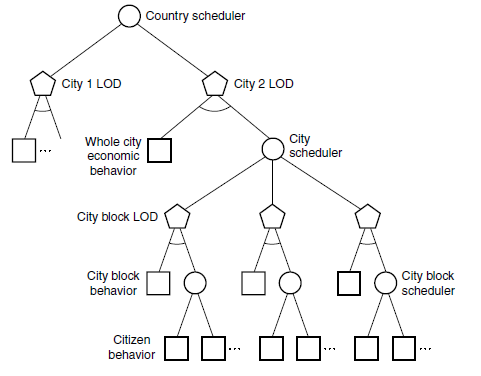 Country scheduler
City 1 LOD
City 2 LOD
...
Whole city
economic
behavior
City
scheduler
City block LOD
City block
behavior
City block
scheduler
Citizen
behavior
...
...
...